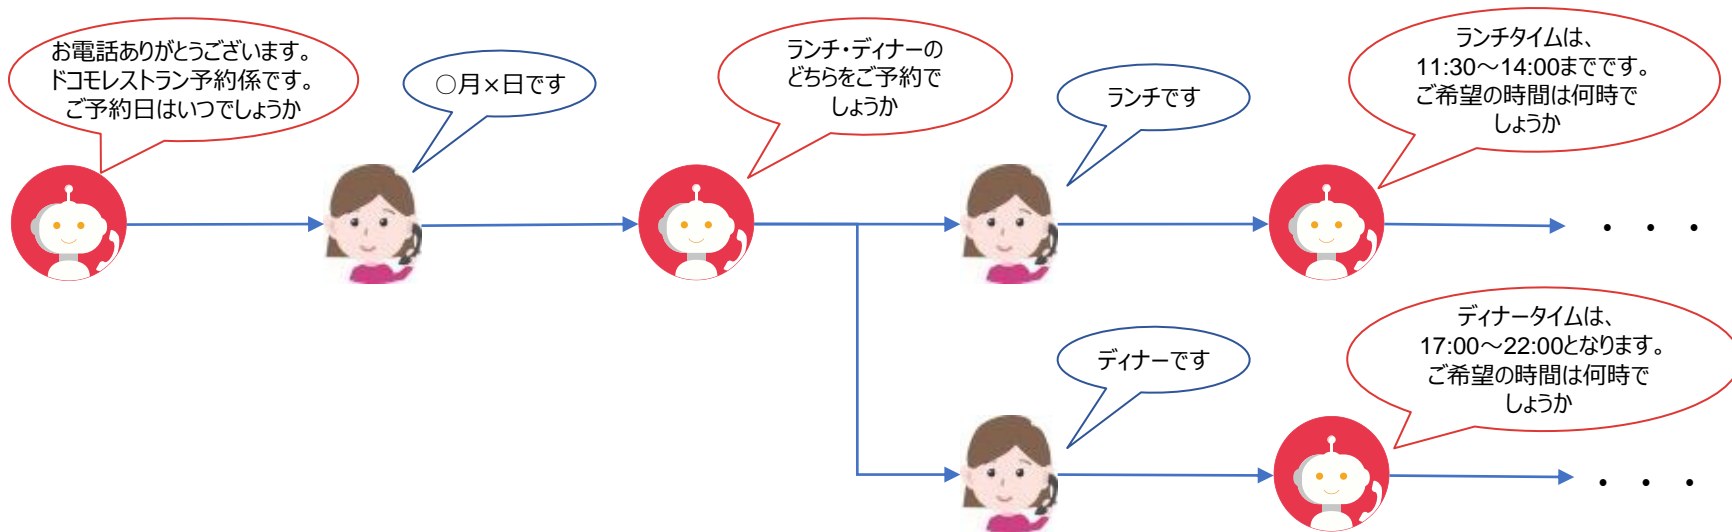 お電話ありがとうございます。
ドコモレストラン予約係です。
ご予約日はいつでしょうか
○月×日です
ランチ・ディナーの
どちらをご予約で
しょうか
ランチです
ランチタイムは、
11:30～14:00までです。
ご希望の時間は何時で
しょうか
・・・
ディナーです
ディナータイムは、
17:00～22:00となります。
ご希望の時間は何時で
しょうか
・・・